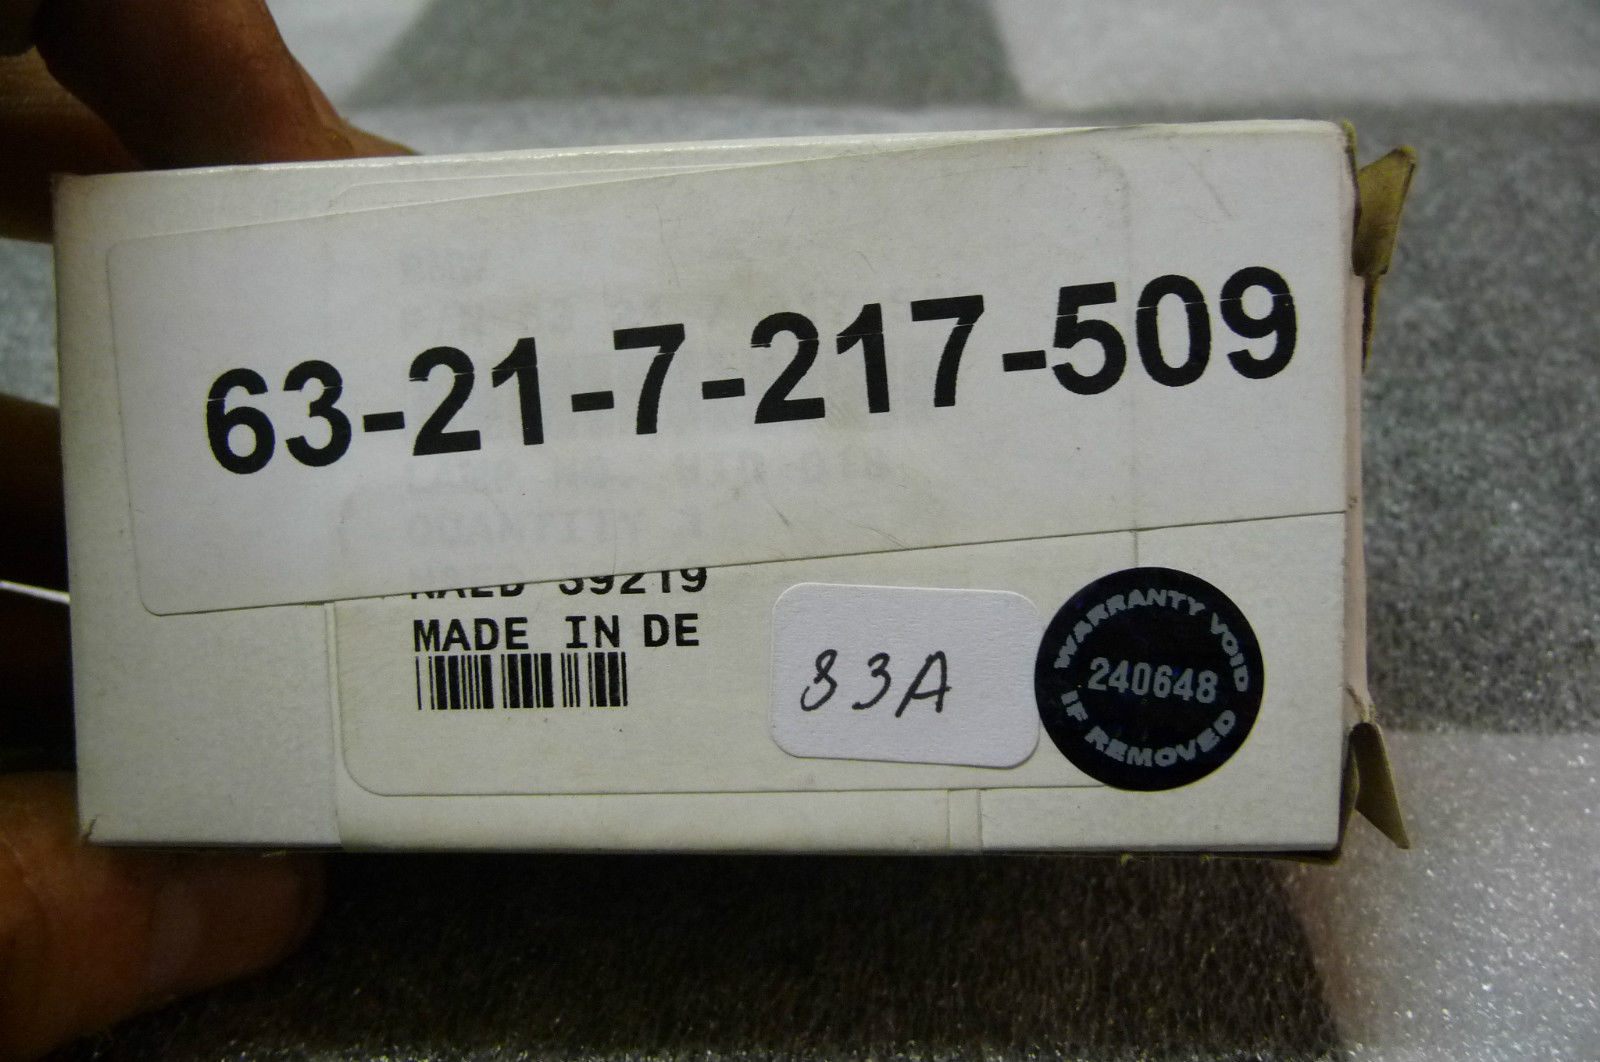 63-21-7-217-509
MADE IN DE
83A
WARRANTY VOID
240648
IF REMOVED